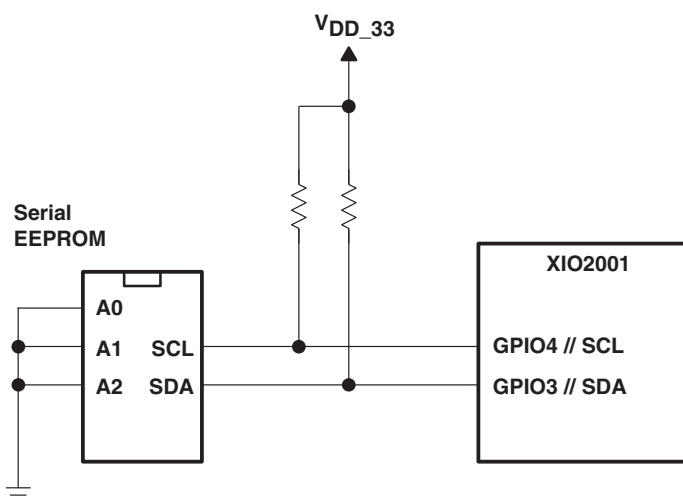 VDD_33
Serial
EEPROM
XIO2001
A0
A1 SCL
GPIO4 // SCL
A2 SDA
GPIO3 // SDA